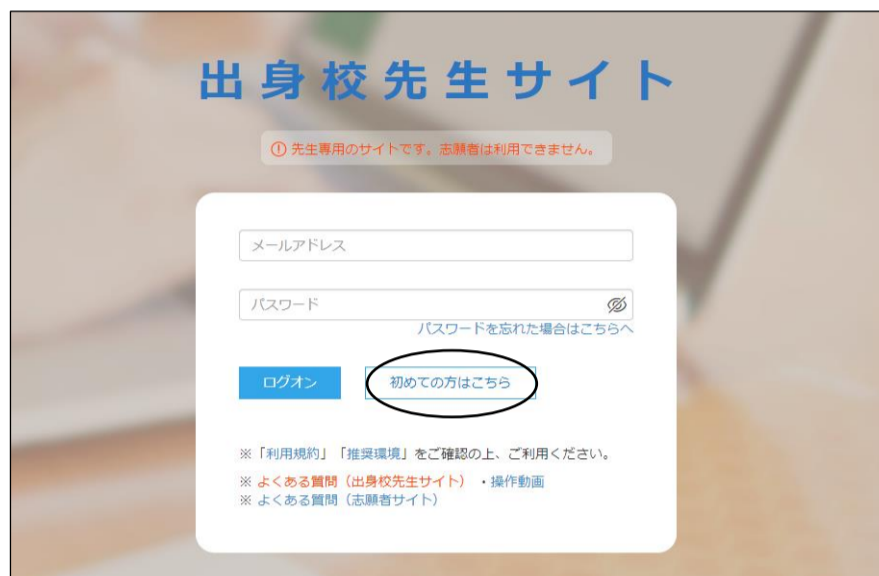 出身校先生サイト
先生専用のサイトです。志願者は利用できません。
メールアドレス
パスワード
パスワードを忘れた場合はこちらへ
ログオン 初めての方はこちら
※「利用規約」「推奨環境」をご確認の上、ご利用ください。
※ よくある質問（出身校先生サイト） ・操作動画
※ よくある質問（志願者サイト）